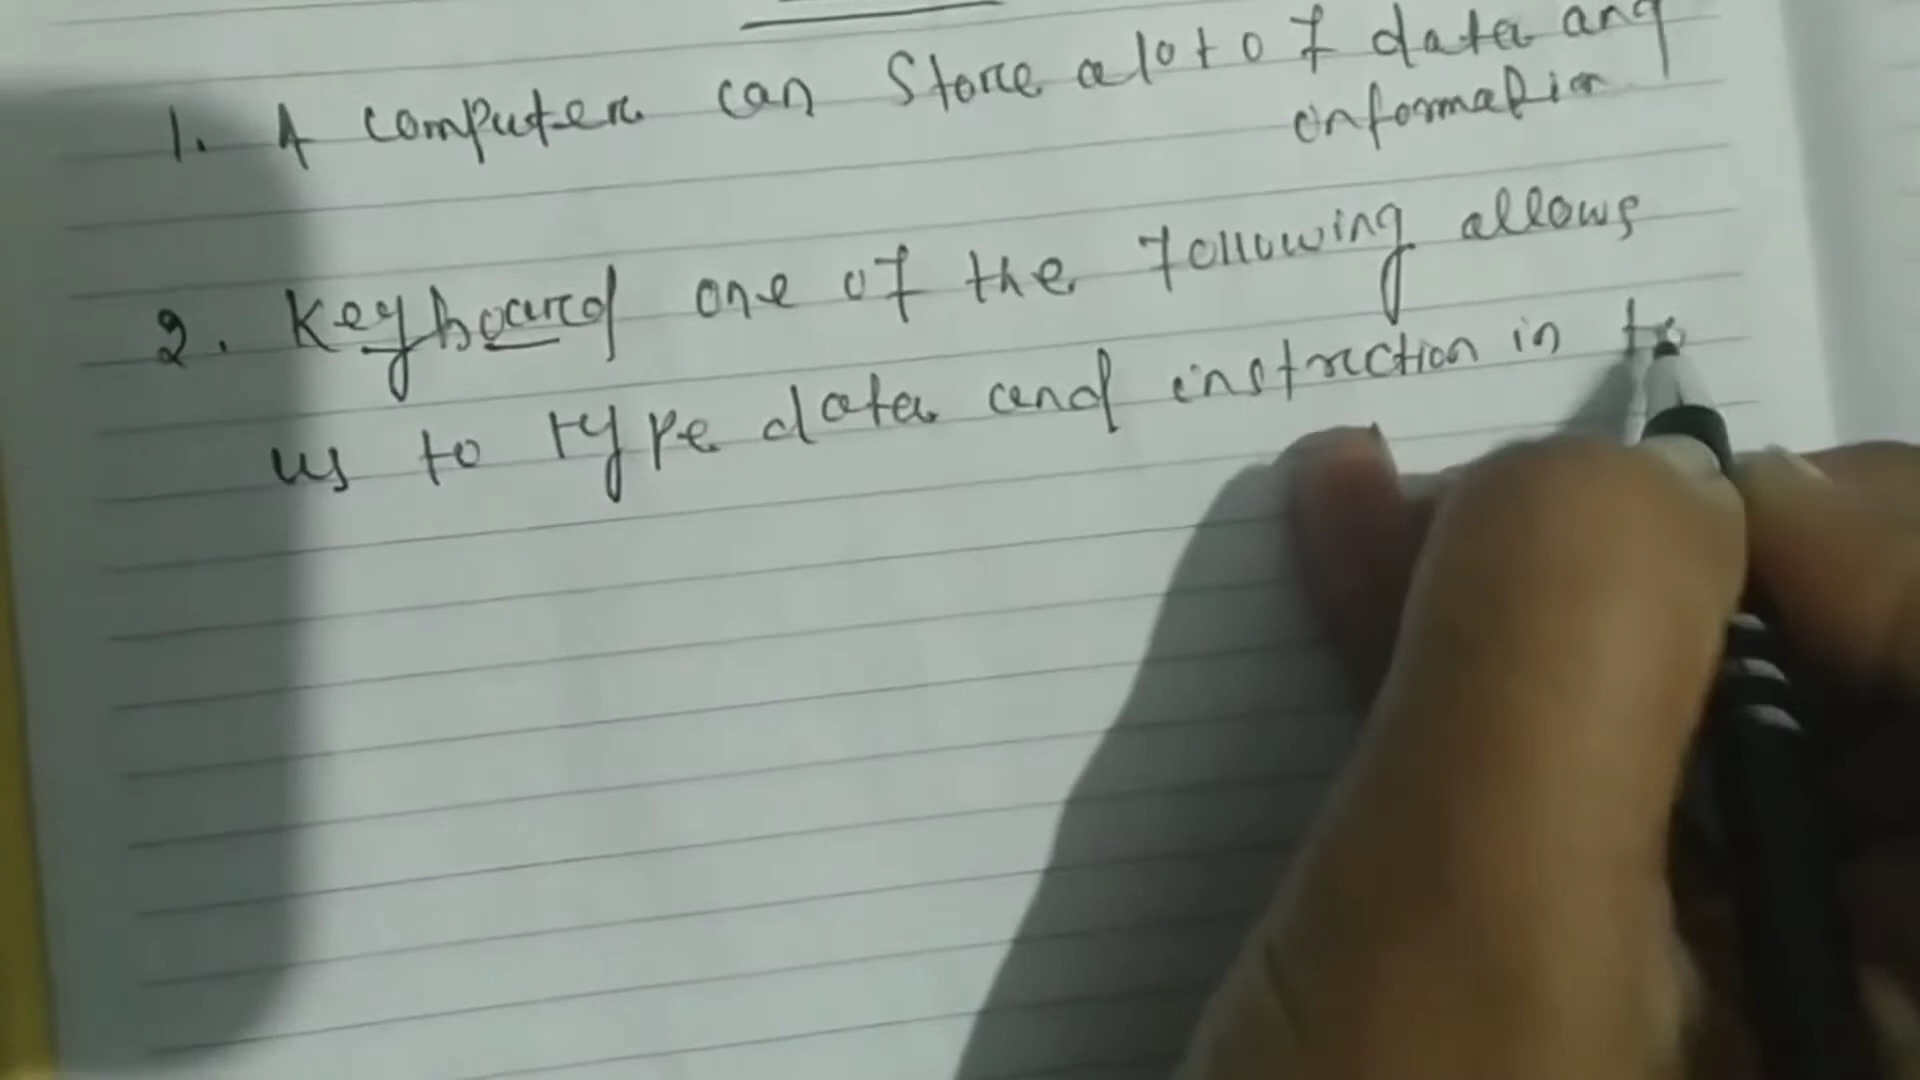 1. A computer can Store a lot of data and
information
2. Keyboard one of the following allows
us to type data and instrction in to